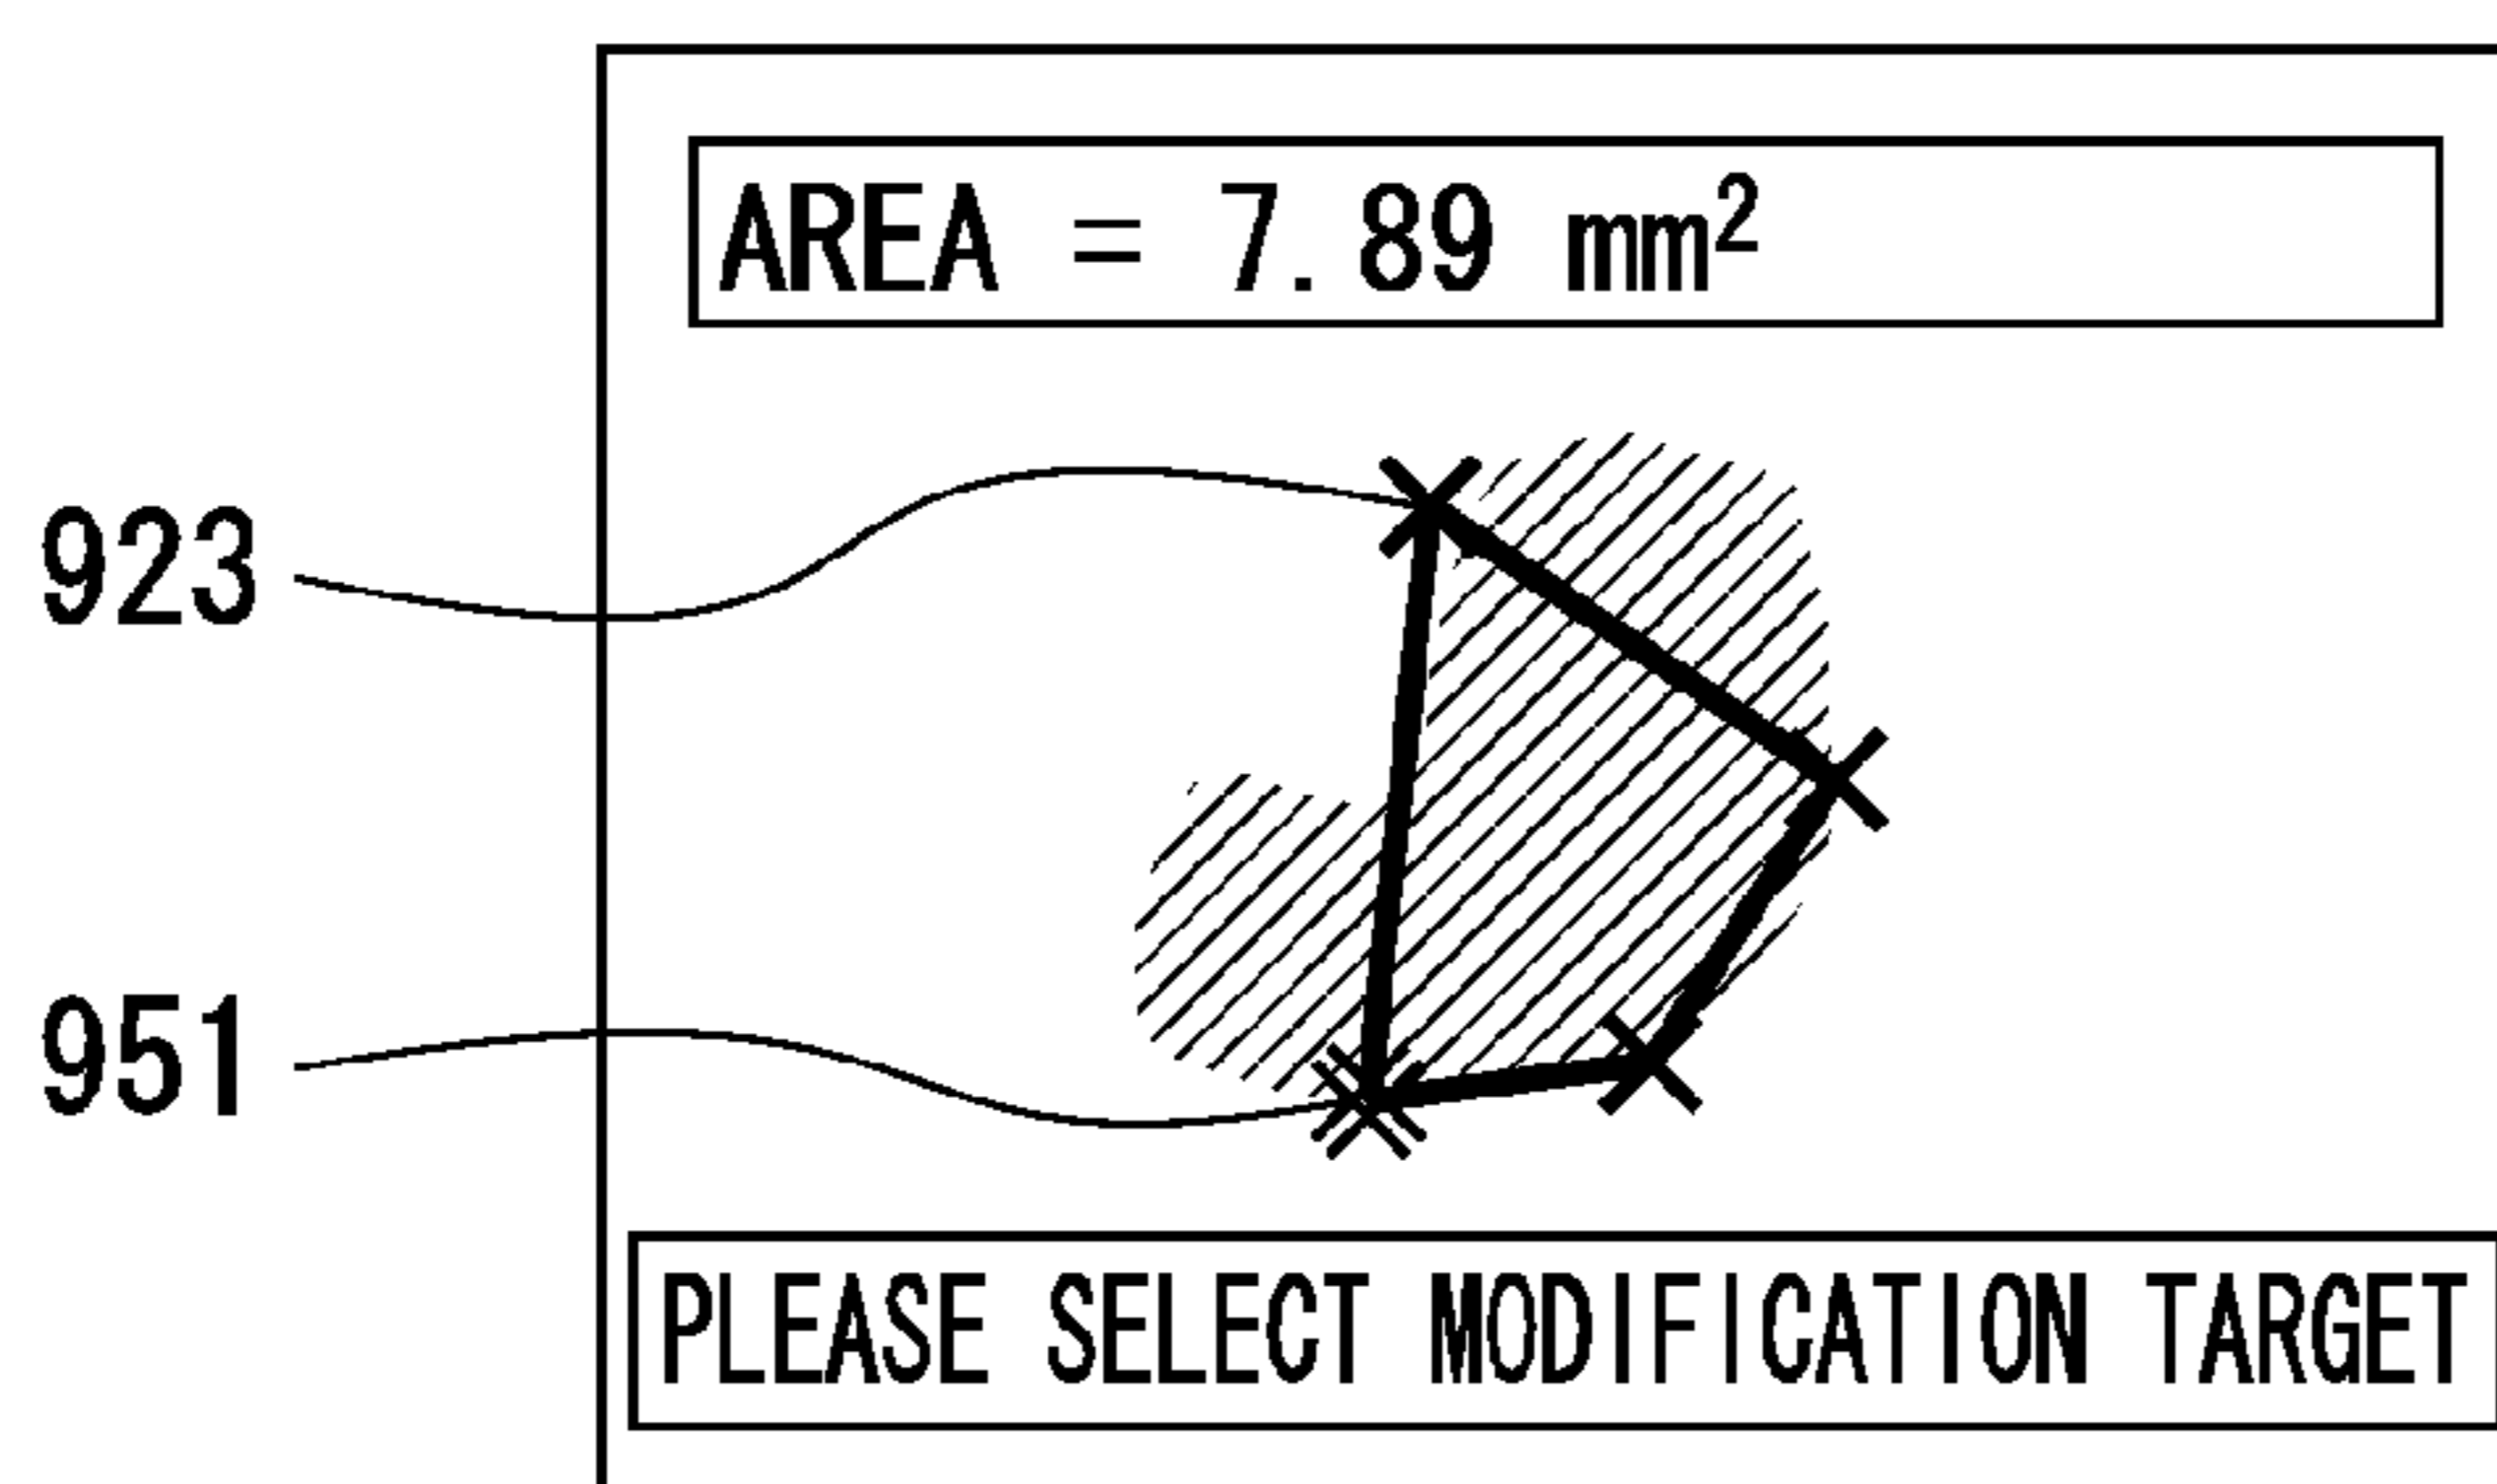 AREA = 7.89 mm²
923
951
PLEASE SELECT MODIFICATION TARGET